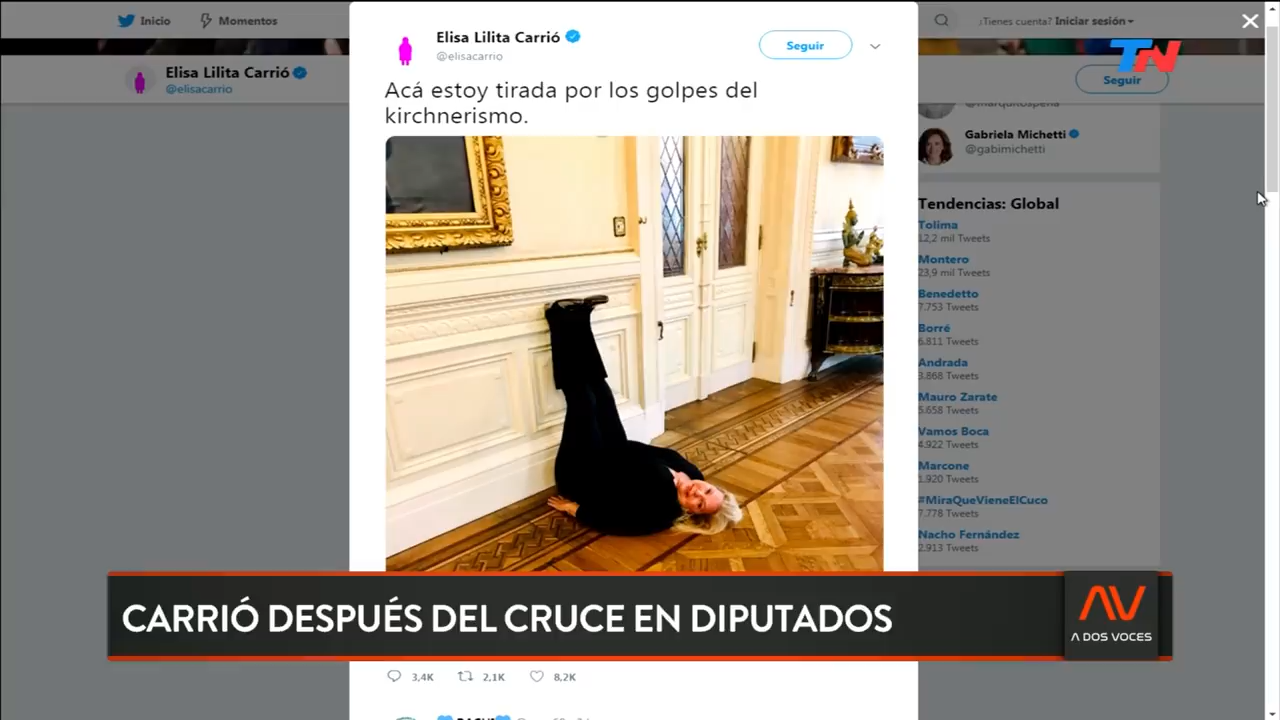 Inicio
Momentos
¿Tienes cuenta? Iniciar sesión
Elisa Lilita Carrió
@elisacarrio
Seguir
TN
Elisa Lilita Carrió
@elisacarrio
Seguir
Acá estoy tirada por los golpes del
kirchnerismo.
@marquitospena
Gabriela Michetti
@gabimichetti
Tendencias: Global
Tolima
12,2 mil Tweets
Montero
23,9 mil Tweets
Benedetto
7.753 Tweets
Borré
6.811 Tweets
Andrada
3.868 Tweets
Mauro Zarate
5.658 Tweets
Vamos Boca
4.922 Tweets
Marcone
1.920 Tweets
#MiraQueVieneElCuco
7.778 Tweets
Nacho Fernández
2.913 Tweets
CARRIÓ DESPUÉS DEL CRUCE EN DIPUTADOS
AV
A DOS VOCES
3,4K
2,1K
8,2K